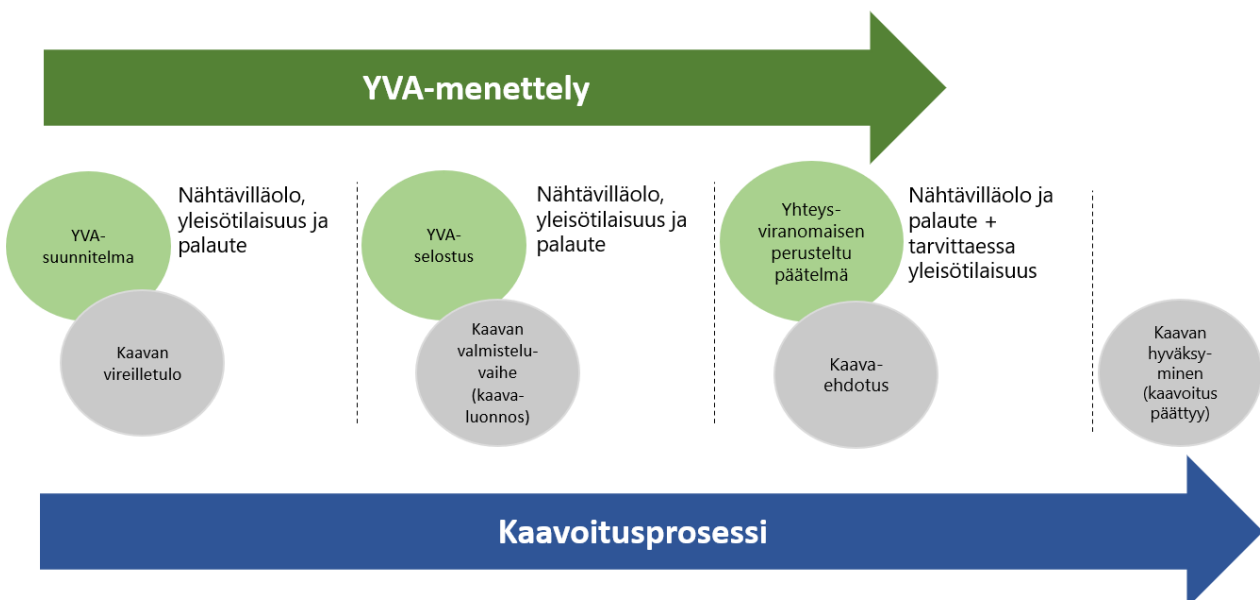 YVA-menettely
YVA-
suunnitelma
Nähtävilläolo,
yleisötilaisuus ja
palaute
Kaavan
vireilletulo
YVA-
selostus
Nähtävilläolo,
yleisötilaisuus ja
palaute
Kaavan
valmistelu-
vaihe
(kaava-
luonnos)
Yhteys-
viranomaisen
perusteltu
päätelmä
Nähtävilläolo ja
palaute +
tarvittaessa
yleisötilaisuus
Kaava-
ehdotus
Kaavan
hyväksy-
minen
(kaavoitus
päättyy)
Kaavoitusprosessi